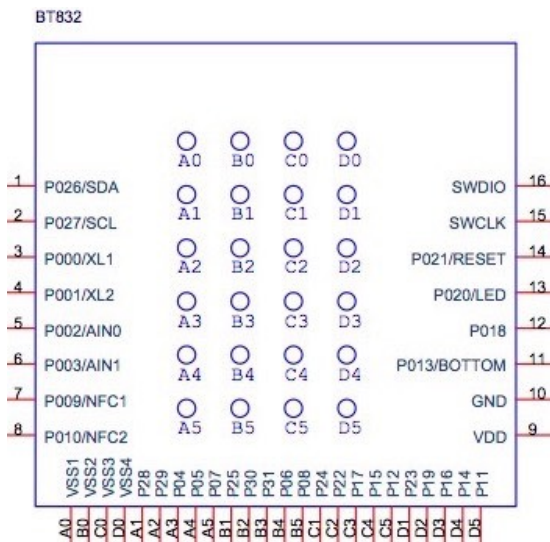 BT832
A0 B0 C0 D0
1 P026/SDA SWDIO 16
A1 B1 C1 D1
2 P027/SCL SWCLK 15
3 P000/XL1 A2 B2 C2 D2 P021/RESET 14
4 P001/XL2 P020/LED 13
A3 B3 C3 D3
5 P002/AIN0 P018 12
6 P003/AIN1 A4 B4 C4 D4 P013/BOTTOM 11
7 P009/NFC1 GND 10
A5 B5 C5 D5
8 P010/NFC2 VDD 9
VSS1 VSS2 VSS3 VSS4 P28 P29 P04 P05 P07 P25 P30 P31 P06 P08 P24 P22 P17 P15 P12 P23 P19 P16 P14 P11
A0 B0 C0 D0 A1 A2 A3 A4 A5 B1 B2 B3 B4 B5 C1 C2 C3 C4 C5 D1 D2 D3 D4 D5